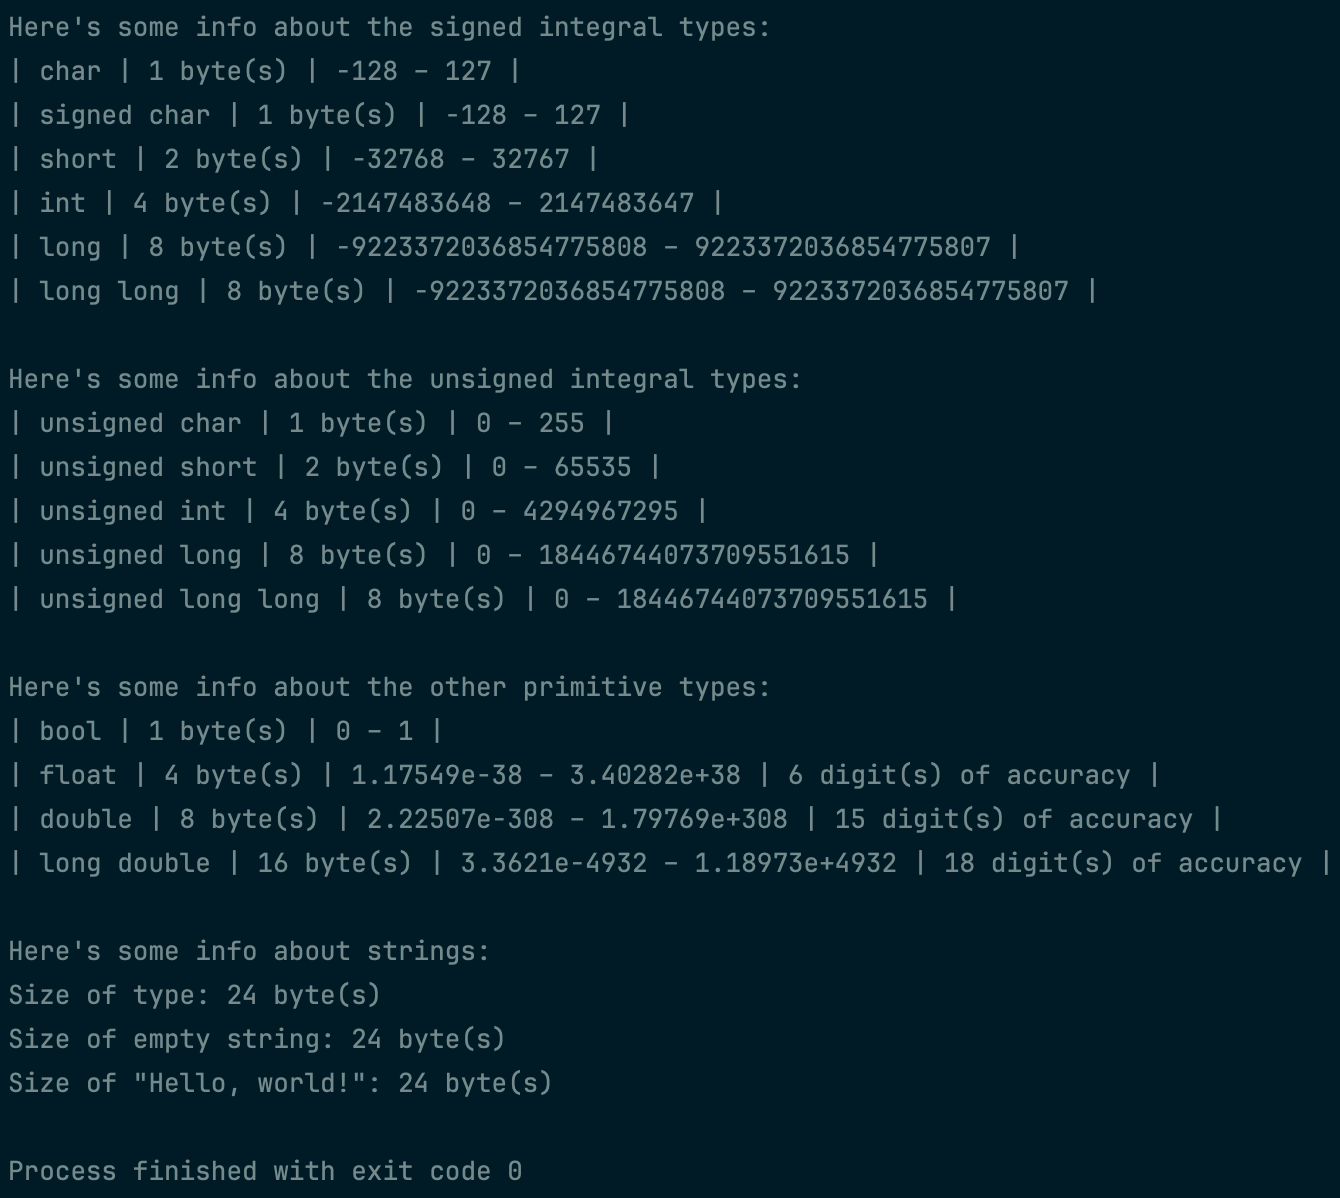 Here's some info about the signed integral types:
| char | 1 byte(s) | -128 – 127 |
| signed char | 1 byte(s) | -128 – 127 |
| short | 2 byte(s) | -32768 – 32767 |
| int | 4 byte(s) | -2147483648 – 2147483647 |
| long | 8 byte(s) | -9223372036854775808 – 9223372036854775807 |
| long long | 8 byte(s) | -9223372036854775808 – 9223372036854775807 |
Here's some info about the unsigned integral types:
| unsigned char | 1 byte(s) | 0 – 255 |
| unsigned short | 2 byte(s) | 0 – 65535 |
| unsigned int | 4 byte(s) | 0 – 4294967295 |
| unsigned long | 8 byte(s) | 0 – 18446744073709551615 |
| unsigned long long | 8 byte(s) | 0 – 18446744073709551615 |
Here's some info about the other primitive types:
| bool | 1 byte(s) | 0 – 1 |
| float | 4 byte(s) | 1.17549e-38 – 3.40282e+38 | 6 digit(s) of accuracy |
| double | 8 byte(s) | 2.22507e-308 – 1.79769e+308 | 15 digit(s) of accuracy |
| long double | 16 byte(s) | 3.3621e-4932 – 1.18973e+4932 | 18 digit(s) of accuracy |
Here's some info about strings:
Size of type: 24 byte(s)
Size of empty string: 24 byte(s)
Size of "Hello, world!": 24 byte(s)
Process finished with exit code 0